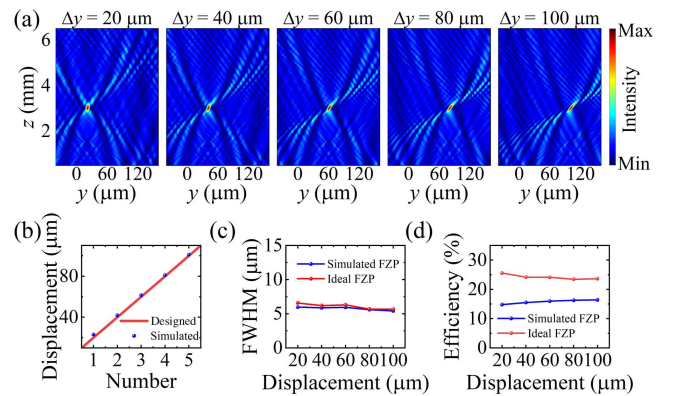 (a) Δy = 20 μm Δy = 40 μm Δy = 60 μm Δy = 80 μm Δy = 100 μm
6
4
2
z (mm)
0 60 120 0 60 120 0 60 120 0 60 120 0 60 120
y (μm) y (μm) y (μm) y (μm) y (μm)
Max
Intensity
Min
(b)
Displacement (μm)
80
40
Designed
Simulated
1 2 3 4 5
Number
(c)
FWHM (μm)
15
10
5
0
Simulated FZP
Ideal FZP
20 40 60 80 100
Displacement (μm)
(d)
Efficiency (%)
30
20
10
0
Simulated FZP
Ideal FZP
20 40 60 80 100
Displacement (μm)